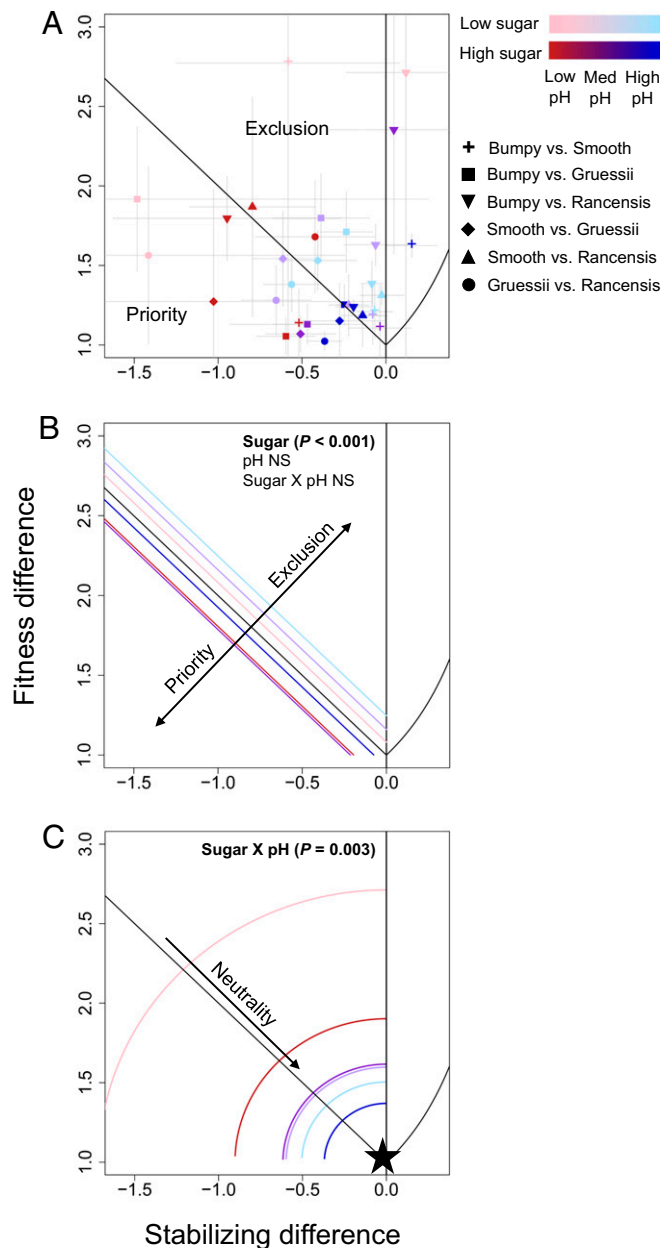 A
3.0
2.5
2.0
1.5
1.0
Exclusion
Priority
−1.5
−1.0
−0.5
0.0
Low sugar
High sugar
Low
pH
Med
pH
High
pH
Bumpy vs. Smooth
Bumpy vs. Gruessii
Bumpy vs. Rancensis
Smooth vs. Gruessii
Smooth vs. Rancensis
Gruessii vs. Rancensis
B
3.0
2.5
2.0
1.5
1.0
Sugar (P < 0.001)
pH NS
Sugar X pH NS
Exclusion
Priority
−1.5
−1.0
−0.5
0.0
Fitness difference
C
3.0
2.5
2.0
1.5
1.0
Sugar X pH (P = 0.003)
Neutrality
−1.5
−1.0
−0.5
0.0
Stabilizing difference